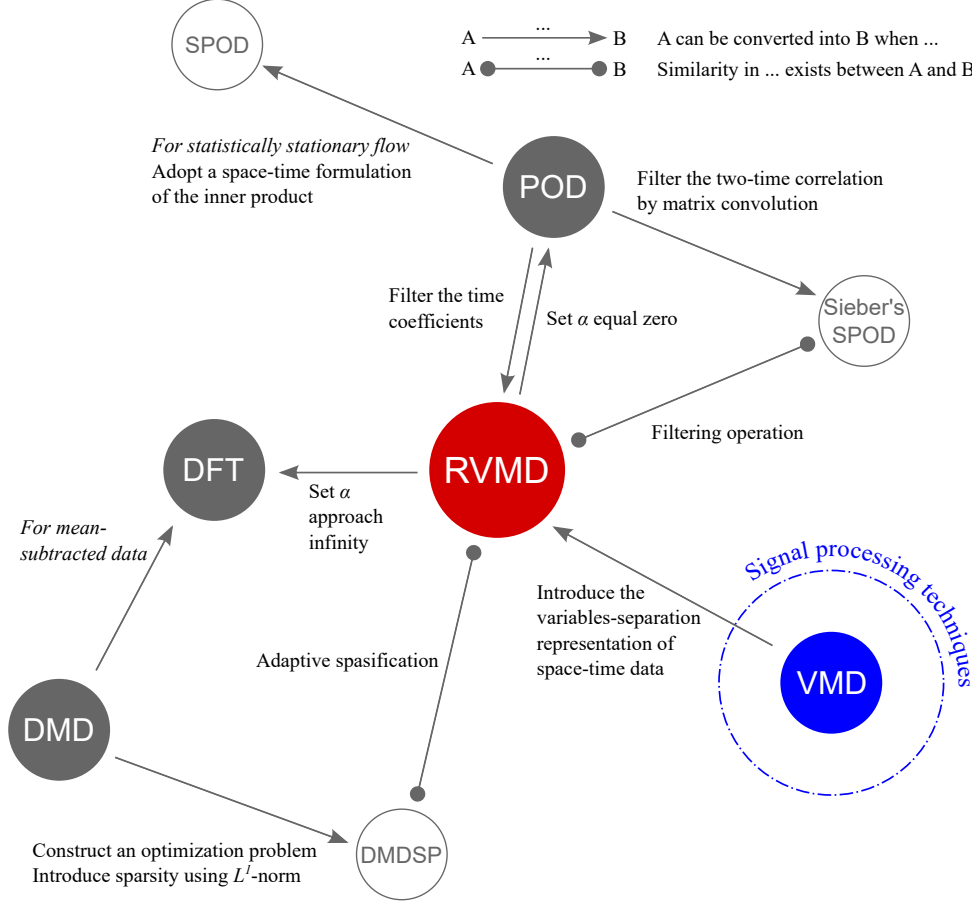 SPOD
A ... B A can be converted into B when ...
A ... B Similarity in ... exists between A and B
For statistically stationary flow
Adopt a space-time formulation
of the inner product
POD
Filter the two-time correlation
by matrix convolution
Filter the time
coefficients
Set α equal zero
Sieber's
SPOD
Filtering operation
RVMD
DFT
Set α
approach
infinity
For mean-
subtracted data
Signal processing techniques
Introduce the
variables-separation
representation of
space-time data
VMD
Adaptive spasification
DMD
DMDSP
Construct an optimization problem
Introduce sparsity using L¹-norm